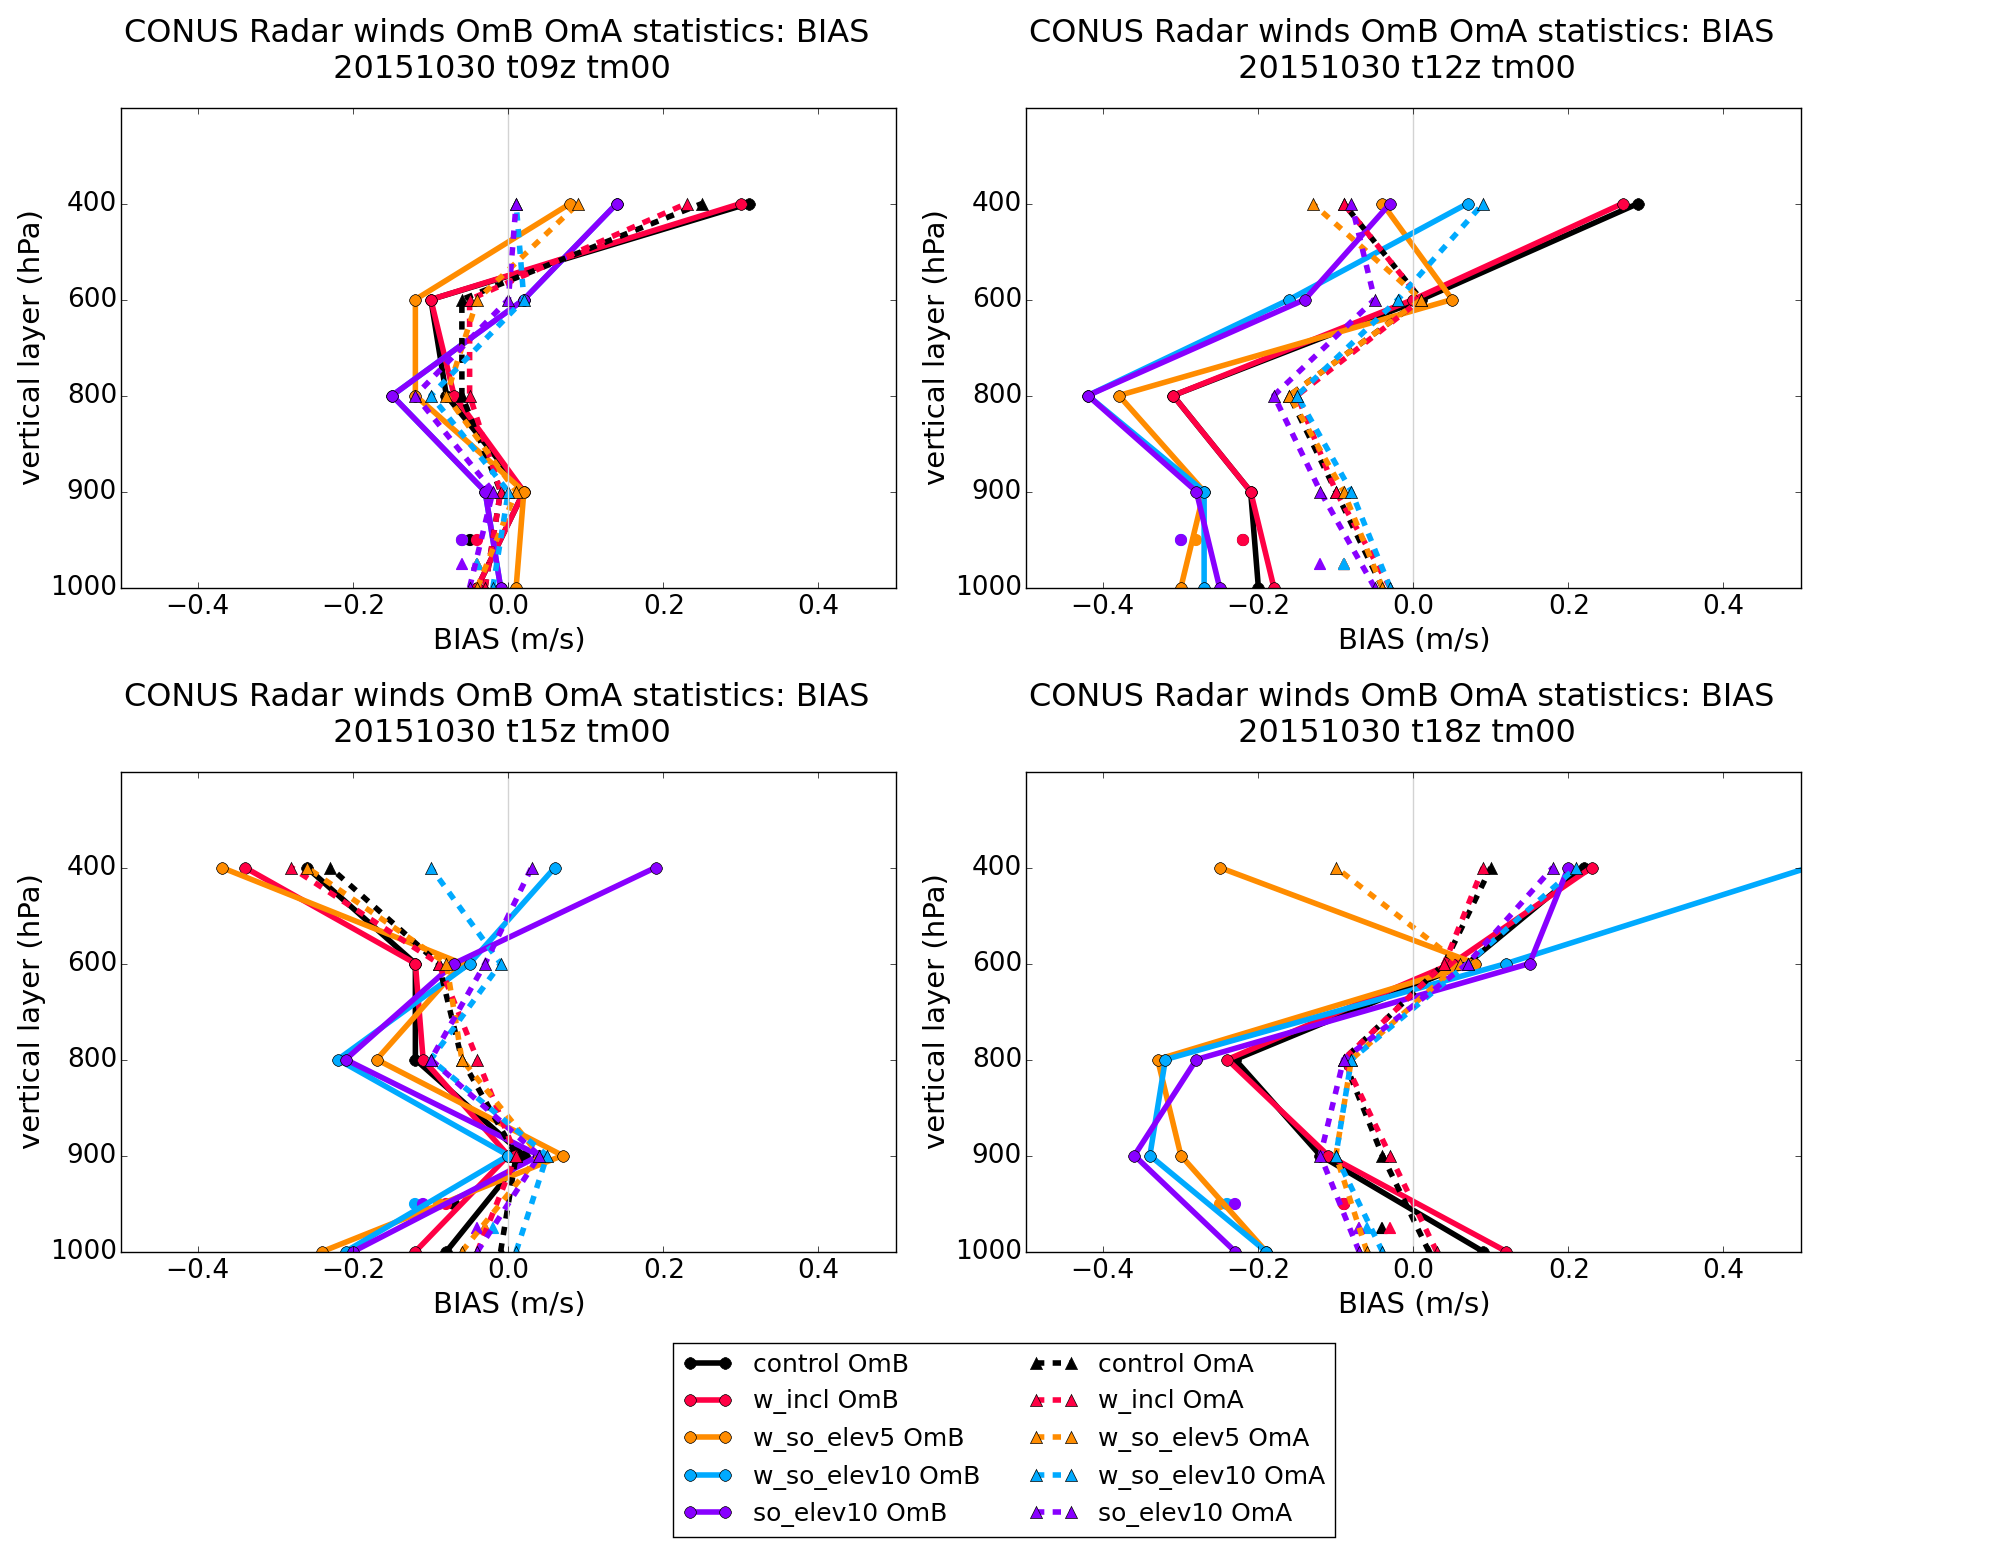 CONUS Radar winds OmB OmA statistics: BIAS
20151030 t09z tm00
vertical layer (hPa)
400
600
800
900
1000
−0.4
−0.2
0.0
0.2
0.4
BIAS (m/s)
CONUS Radar winds OmB OmA statistics: BIAS
20151030 t12z tm00
vertical layer (hPa)
400
600
800
900
1000
−0.4
−0.2
0.0
0.2
0.4
BIAS (m/s)
CONUS Radar winds OmB OmA statistics: BIAS
20151030 t15z tm00
vertical layer (hPa)
400
600
800
900
1000
−0.4
−0.2
0.0
0.2
0.4
BIAS (m/s)
CONUS Radar winds OmB OmA statistics: BIAS
20151030 t18z tm00
vertical layer (hPa)
400
600
800
900
1000
−0.4
−0.2
0.0
0.2
0.4
BIAS (m/s)
control OmB
w_incl OmB
w_so_elev5 OmB
w_so_elev10 OmB
so_elev10 OmB
control OmA
w_incl OmA
w_so_elev5 OmA
w_so_elev10 OmA
so_elev10 OmA